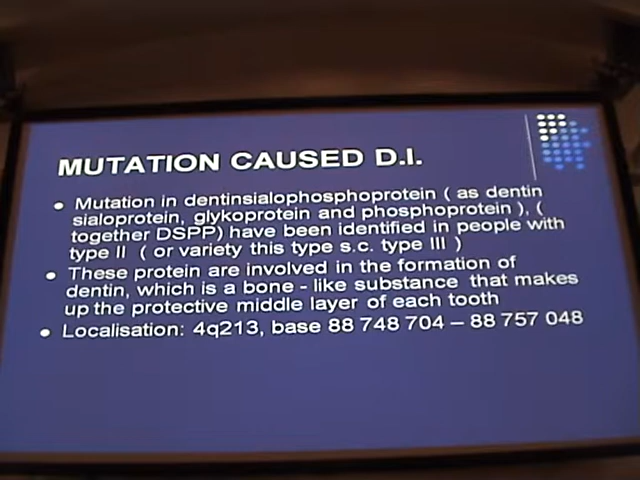 MUTATION CAUSED D.I.
Mutation in dentinsialophosphoprotein ( as dentin
sialoprotein, glykoprotein and phosphoprotein ), (
together DSPP) have been identified in people with
type II ( or variety this type s.c. type III )
These protein are involved in the formation of
dentin, which is a bone - like substance that makes
up the protective middle layer of each tooth
Localisation: 4q213, base 88 748 704 – 88 757 048